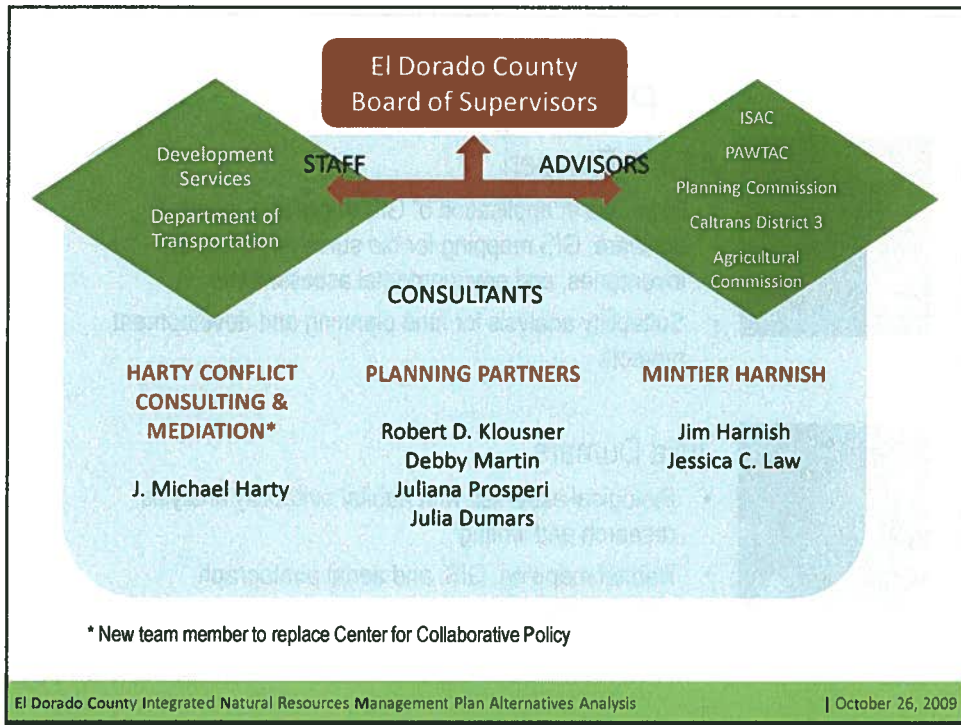 El Dorado County
Board of Supervisors
STAFF
ADVISORS
Development
Services
Department of
Transportation
ISAC
PAWTAC
Planning Commission
Caltrans District 3
Agricultural
Commission
CONSULTANTS
HARTY CONFLICT
CONSULTING &
MEDIATION*
J. Michael Harty
PLANNING PARTNERS
Robert D. Klousner
Debby Martin
Juliana Prosperi
Julia Dumars
MINTIER HARNISH
Jim Harnish
Jessica C. Law
* New team member to replace Center for Collaborative Policy
El Dorado County Integrated Natural Resources Management Plan Alternatives Analysis
| October 26, 2009